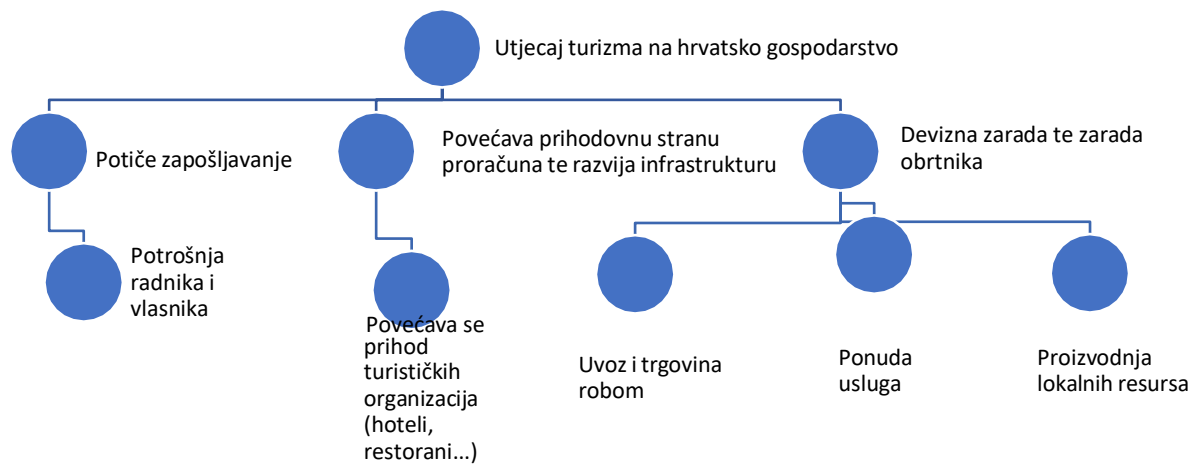 Utjecaj turizma na hrvatsko gospodarstvo
Potiče zapošljavanje
Povećava prihodovnu stranu
proračuna te razvija infrastrukturu
Devizna zarada te zarada
obrtnika
Potrošnja
radnika i
vlasnika
Povećava se
prihod
turističkih
organizacija
(hoteli,
restorani...)
Uvoz i trgovina
robom
Ponuda
usluga
Proizvodnja
lokalnih resursa